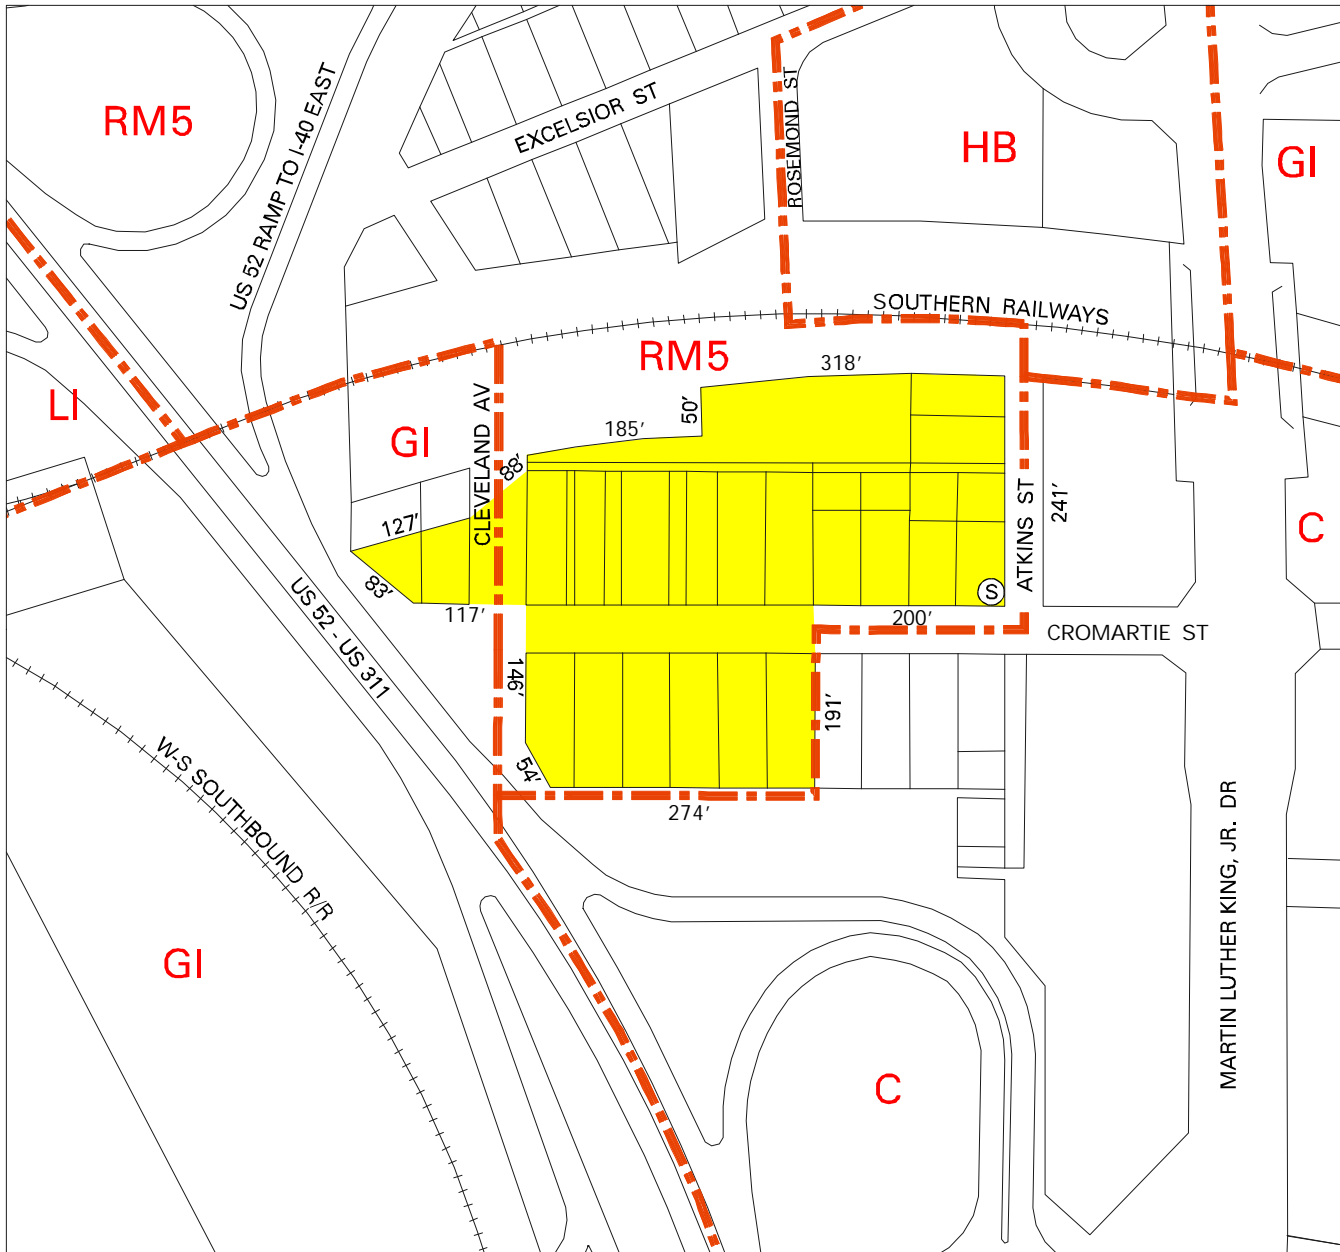 RM5
US 52 RAMP TO I-40 EAST
EXCELSIOR ST
ROSEMOND ST
HB
GI
SOUTHERN RAILWAYS
RM5
318'
LI
CLEVELAND AV
50'
185'
GI
88'
127'
ATKINS ST
241'
C
83'
S
117'
200'
CROMARTIE ST
US 52 - US 311
146'
191'
54'
274'
W-S SOUTHBOUND R/R
MARTIN LUTHER KING, JR. DR
GI
C